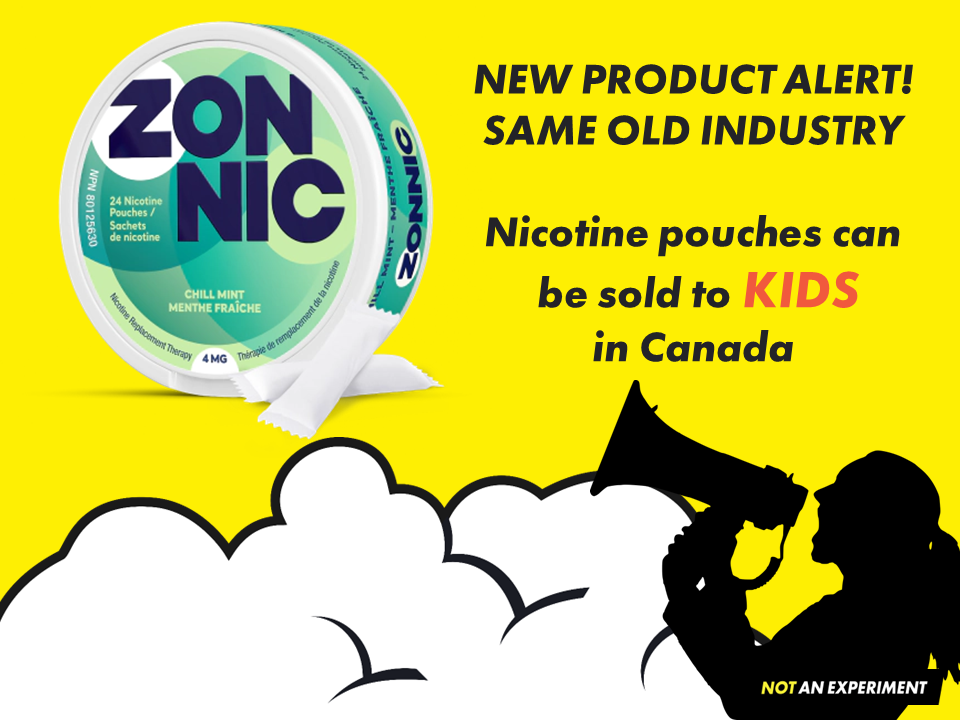 NEW PRODUCT ALERT!
SAME OLD INDUSTRY
Nicotine pouches can
be sold to KIDS
in Canada
ZON
NIC
NPN 80125630
24 Nicotine
Pouches /
Sachets
de nicotine
CHILL MINT
MENTHE FRAÎCHE
Nicotine Replacement Therapy
4 MG
Thérapie de remplacement de la nicotine
CHILL MINT – MENTHE FRAÎCHE
ZONNIC
NOT AN EXPERIMENT